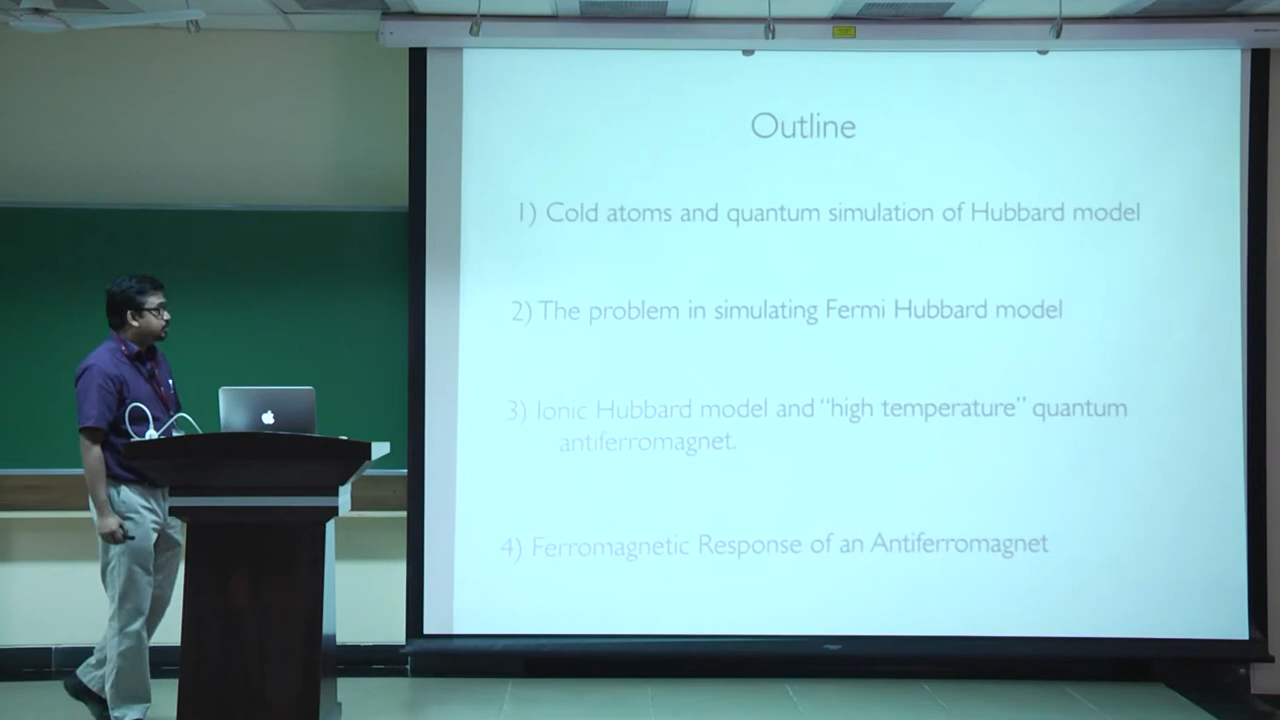 Outline
1) Cold atoms and quantum simulation of Hubbard model
2) The problem in simulating Fermi Hubbard model
3) Ionic Hubbard model and “high temperature” quantum
antiferromagnet.
4) Ferromagnetic Response of an Antiferromagnet